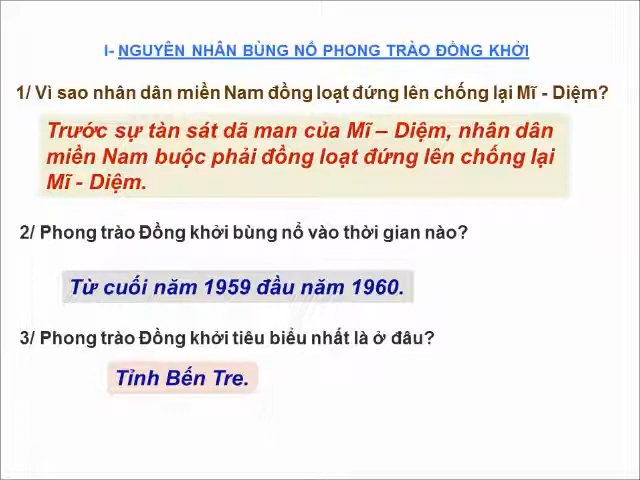 I- NGUYÊN NHÂN BÙNG NỔ PHONG TRÀO ĐỒNG KHỞI
1/ Vì sao nhân dân miền Nam đồng loạt đứng lên chống lại Mĩ - Diệm?
Trước sự tàn sát dã man của Mĩ – Diệm, nhân dân
miền Nam buộc phải đồng loạt đứng lên chống lại
Mĩ - Diệm.
2/ Phong trào Đồng khởi bùng nổ vào thời gian nào?
Từ cuối năm 1959 đầu năm 1960.
3/ Phong trào Đồng khởi tiêu biểu nhất là ở đâu?
Tỉnh Bến Tre.